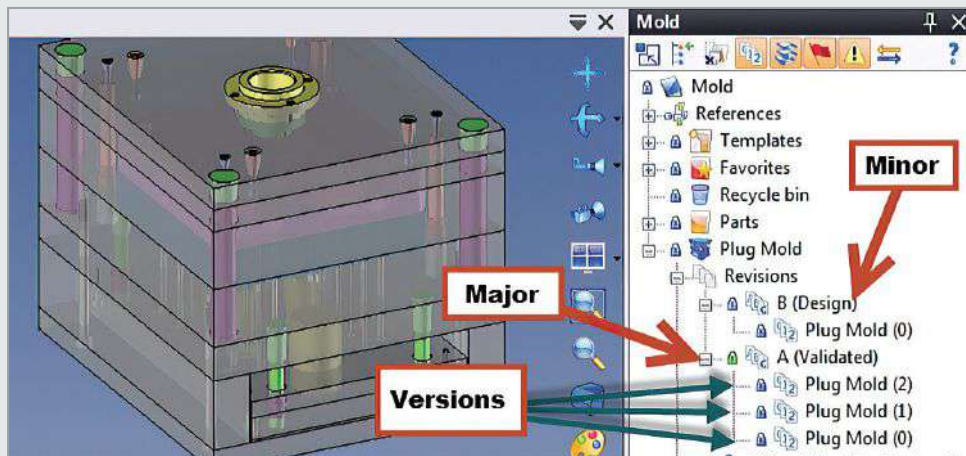 Mold
Mold
References
Templates
Favorites
Recycle bin
Parts
Plug Mold
Revisions
B (Design)
Plug Mold (0)
A (Validated)
Plug Mold (2)
Plug Mold (1)
Plug Mold (0)
Minor
Major
Versions